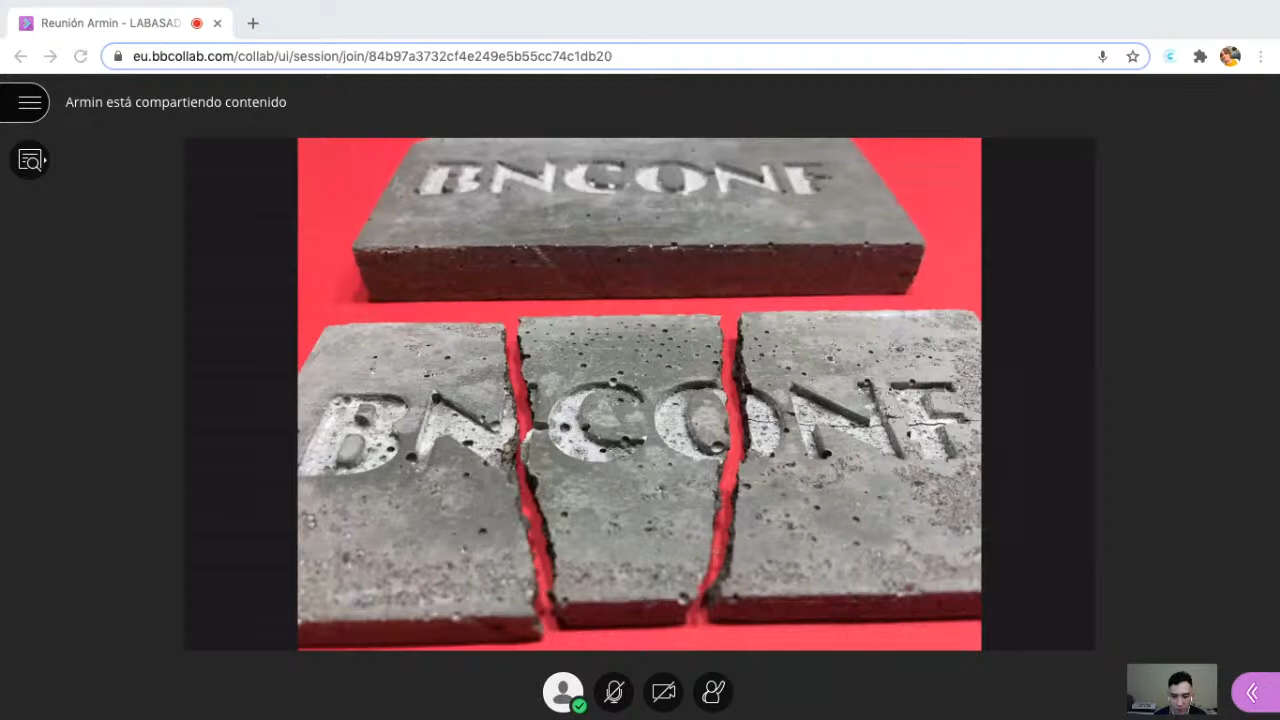 Reunión Armin - LABASAD
eu.bbcollab.com/collab/ui/session/join/84b97a3732cf4e249e5b55cc74c1db20
Armin está compartiendo contenido
BNCONF
BNCONF